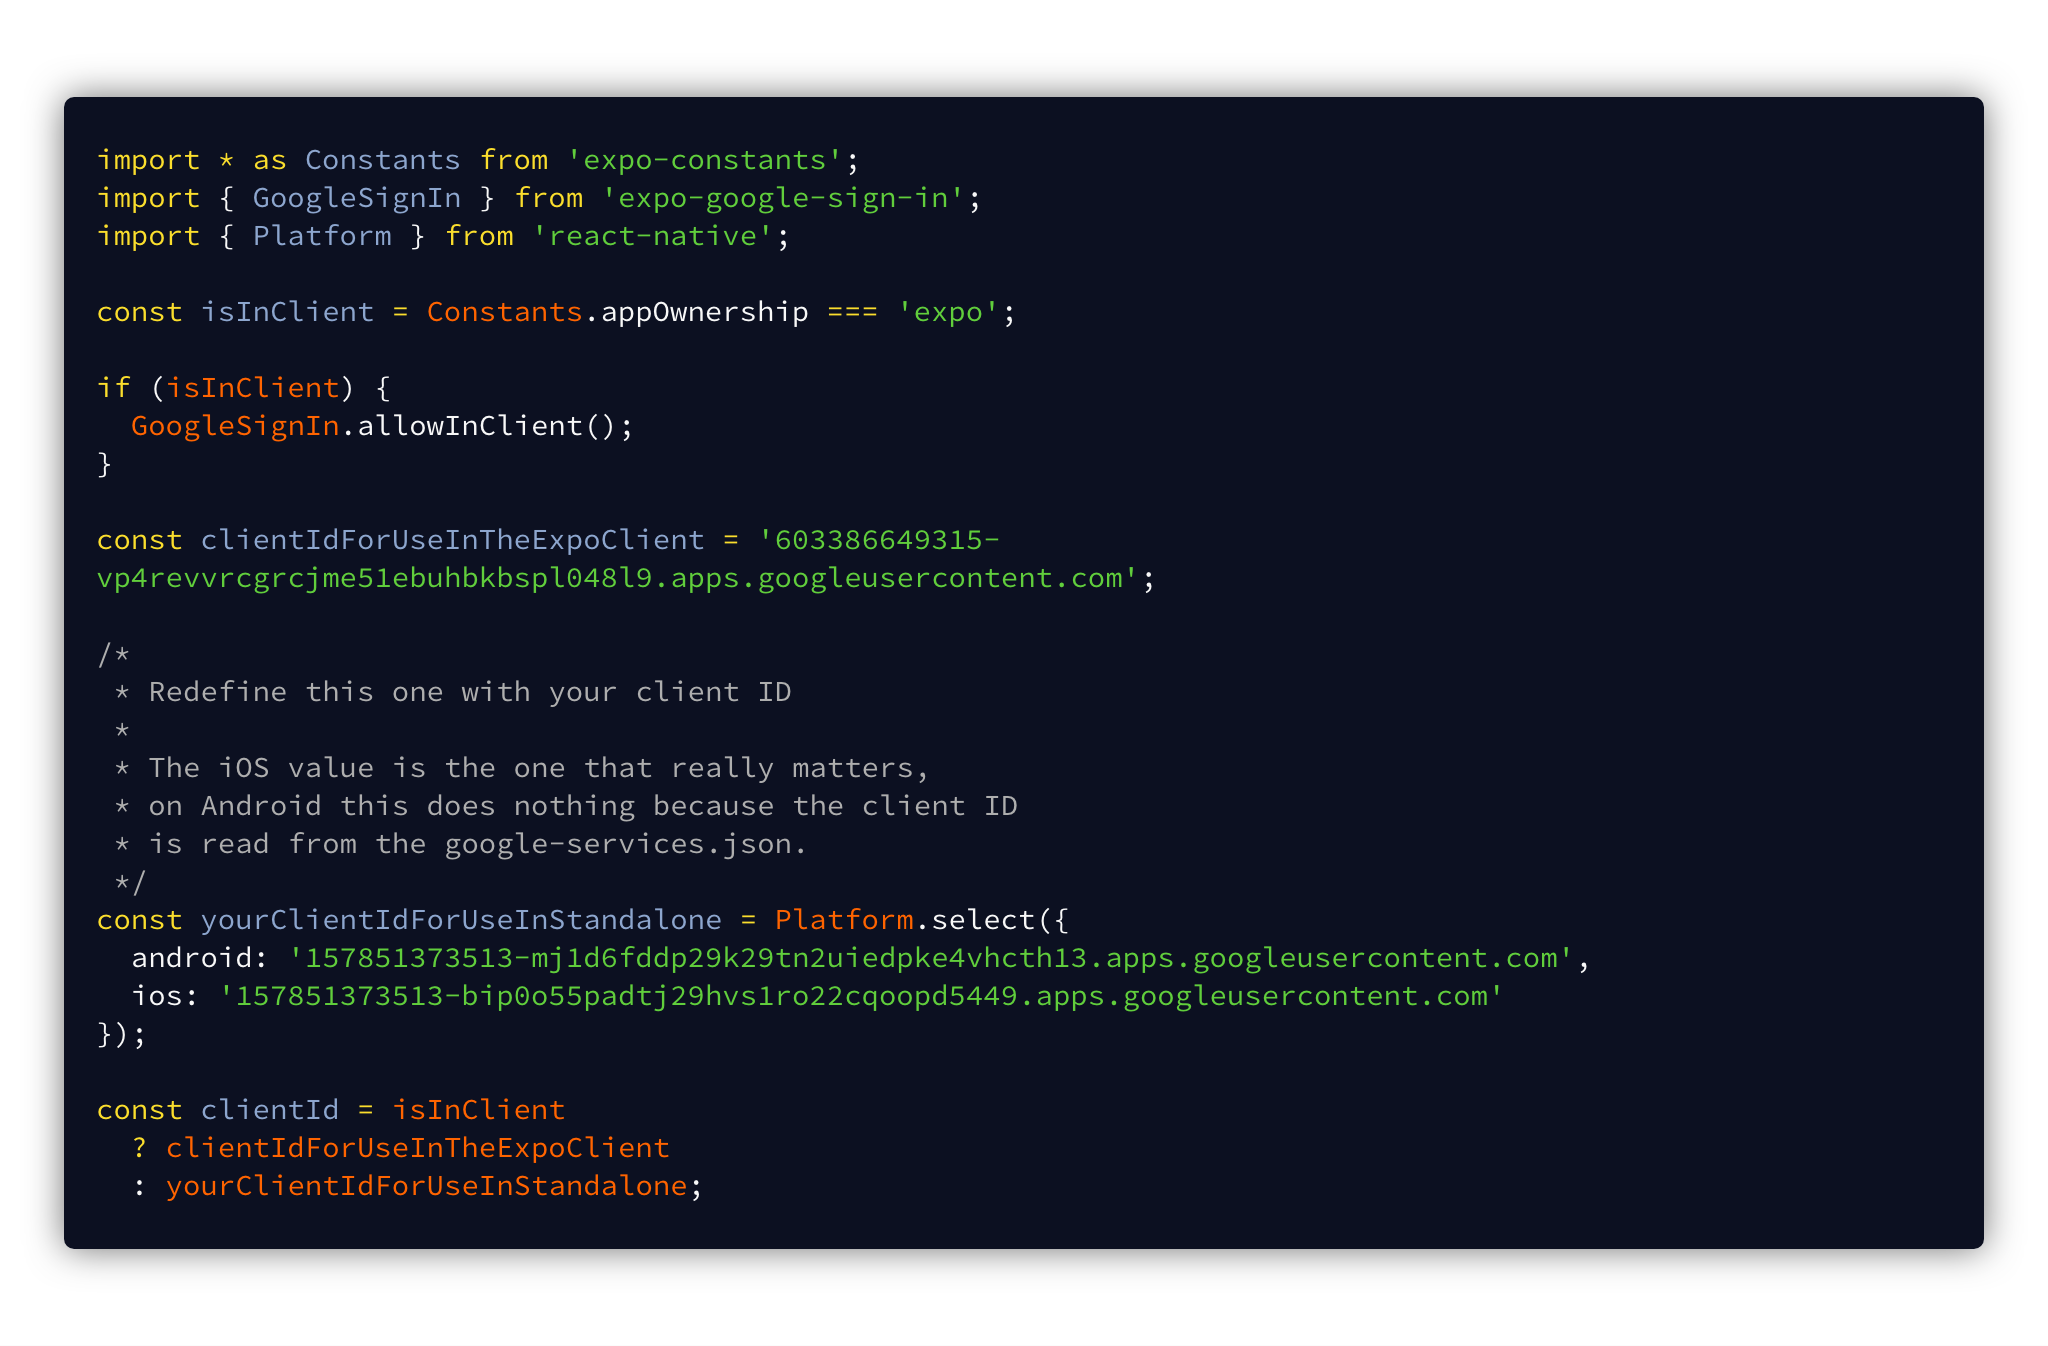 import * as Constants from 'expo-constants';
import { GoogleSignIn } from 'expo-google-sign-in';
import { Platform } from 'react-native';

const isInClient = Constants.appOwnership === 'expo';

if (isInClient) {
  GoogleSignIn.allowInClient();
}

const clientIdForUseInTheExpoClient = '603386649315-
vp4revvrcgrcjme51ebuhbkbspl048l9.apps.googleusercontent.com';

/*
 * Redefine this one with your client ID
 *
 * The iOS value is the one that really matters,
 * on Android this does nothing because the client ID
 * is read from the google-services.json.
 */
const yourClientIdForUseInStandalone = Platform.select({
  android: '157851373513-mj1d6fddp29k29tn2uiedpke4vhcth13.apps.googleusercontent.com',
  ios: '157851373513-bip0o55padtj29hvs1ro22cqoopd5449.apps.googleusercontent.com'
});

const clientId = isInClient
  ? clientIdForUseInTheExpoClient
  : yourClientIdForUseInStandalone;